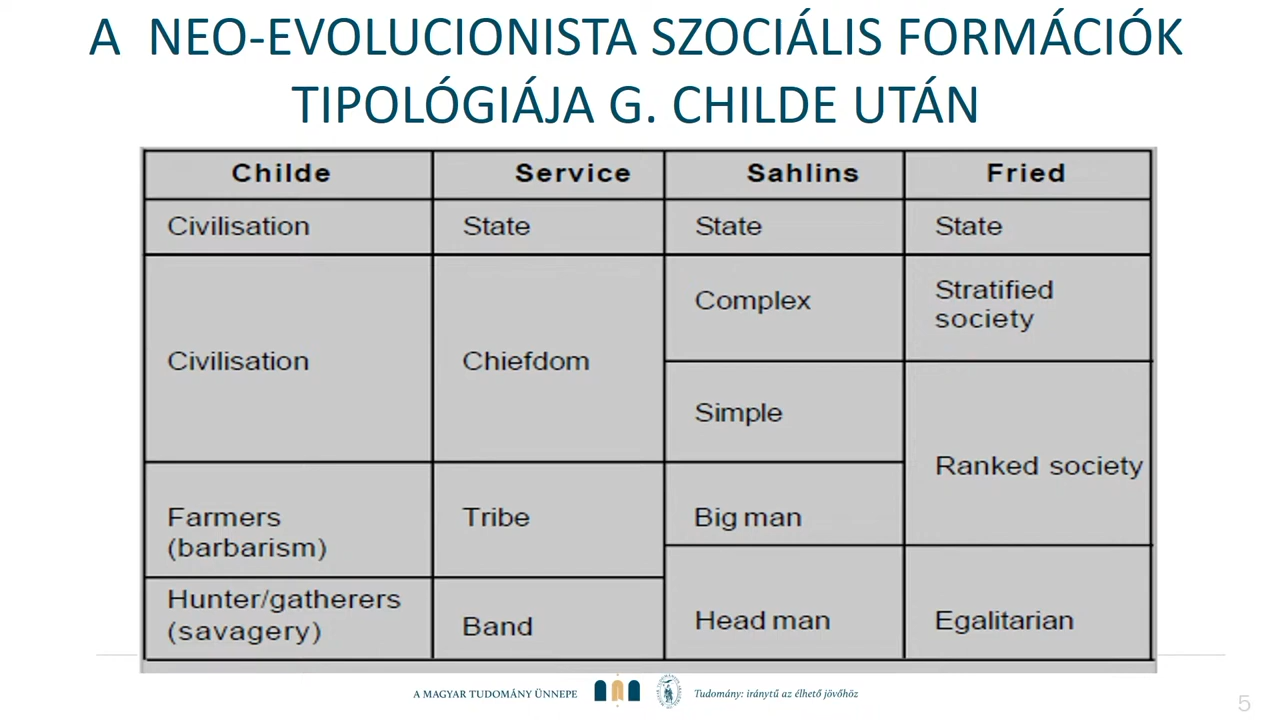 A NEO-EVOLUCIONISTA SZOCIÁLIS FORMÁCIÓK
TIPOLÓGIÁJA G. CHILDE UTÁN
Childe Service Sahlins Fried
Civilisation State State State
Civilisation Chiefdom Complex Stratified
society
Simple
Ranked society
Farmers
(barbarism) Tribe Big man
Hunter/gatherers
(savagery) Band Head man Egalitarian
A MAGYAR TUDOMÁNY ÜNNEPE
Tudomány: iránytű az élhető jövőhöz
5